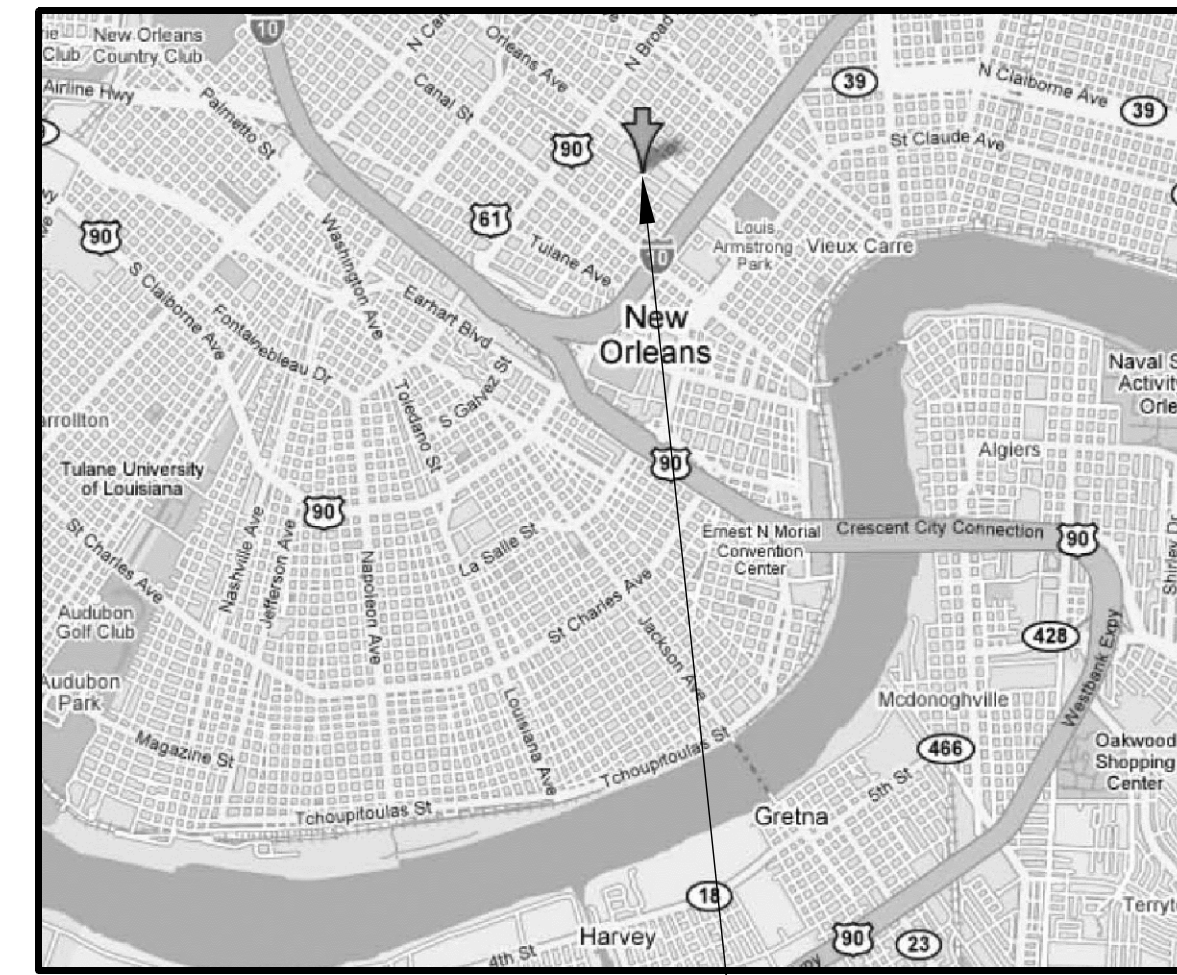 10
New Orleans
Country Club
Club
Airline Hwy
Palmetto St
Orleans Ave
Canal St
N Broad
39
N Claiborne Ave
39
St Claude Ave
90
61
90
Washington Ave
Tulane Ave
10
Louis
Armstrong
Park
Vieux Carre
S Claiborne Ave
Fontainebleau Dr
Earhart Blvd
New
Orleans
S Galvez St
Toledano St
Naval S
Activity
Orle
arrollton
Tulane University
of Louisiana
90
90
Algiers
Ernest N Morial
Convention
Center
Crescent City Connection
90
Shirley Dr
St Charles Ave
Nashville Ave
Jefferson Ave
Napoleon Ave
La Salle St
St Charles Ave
Jackson Ave
Audubon
Golf Club
428
Westbank Expy
Audubon
Park
Mcdonoghville
Louisiana Ave
Magazine St
466
Oakwood
Shopping
Center
Tchoupitoulas St
Tchoupitoulas St
5th St
Gretna
18
Harvey
4th St
90
23
Terryt